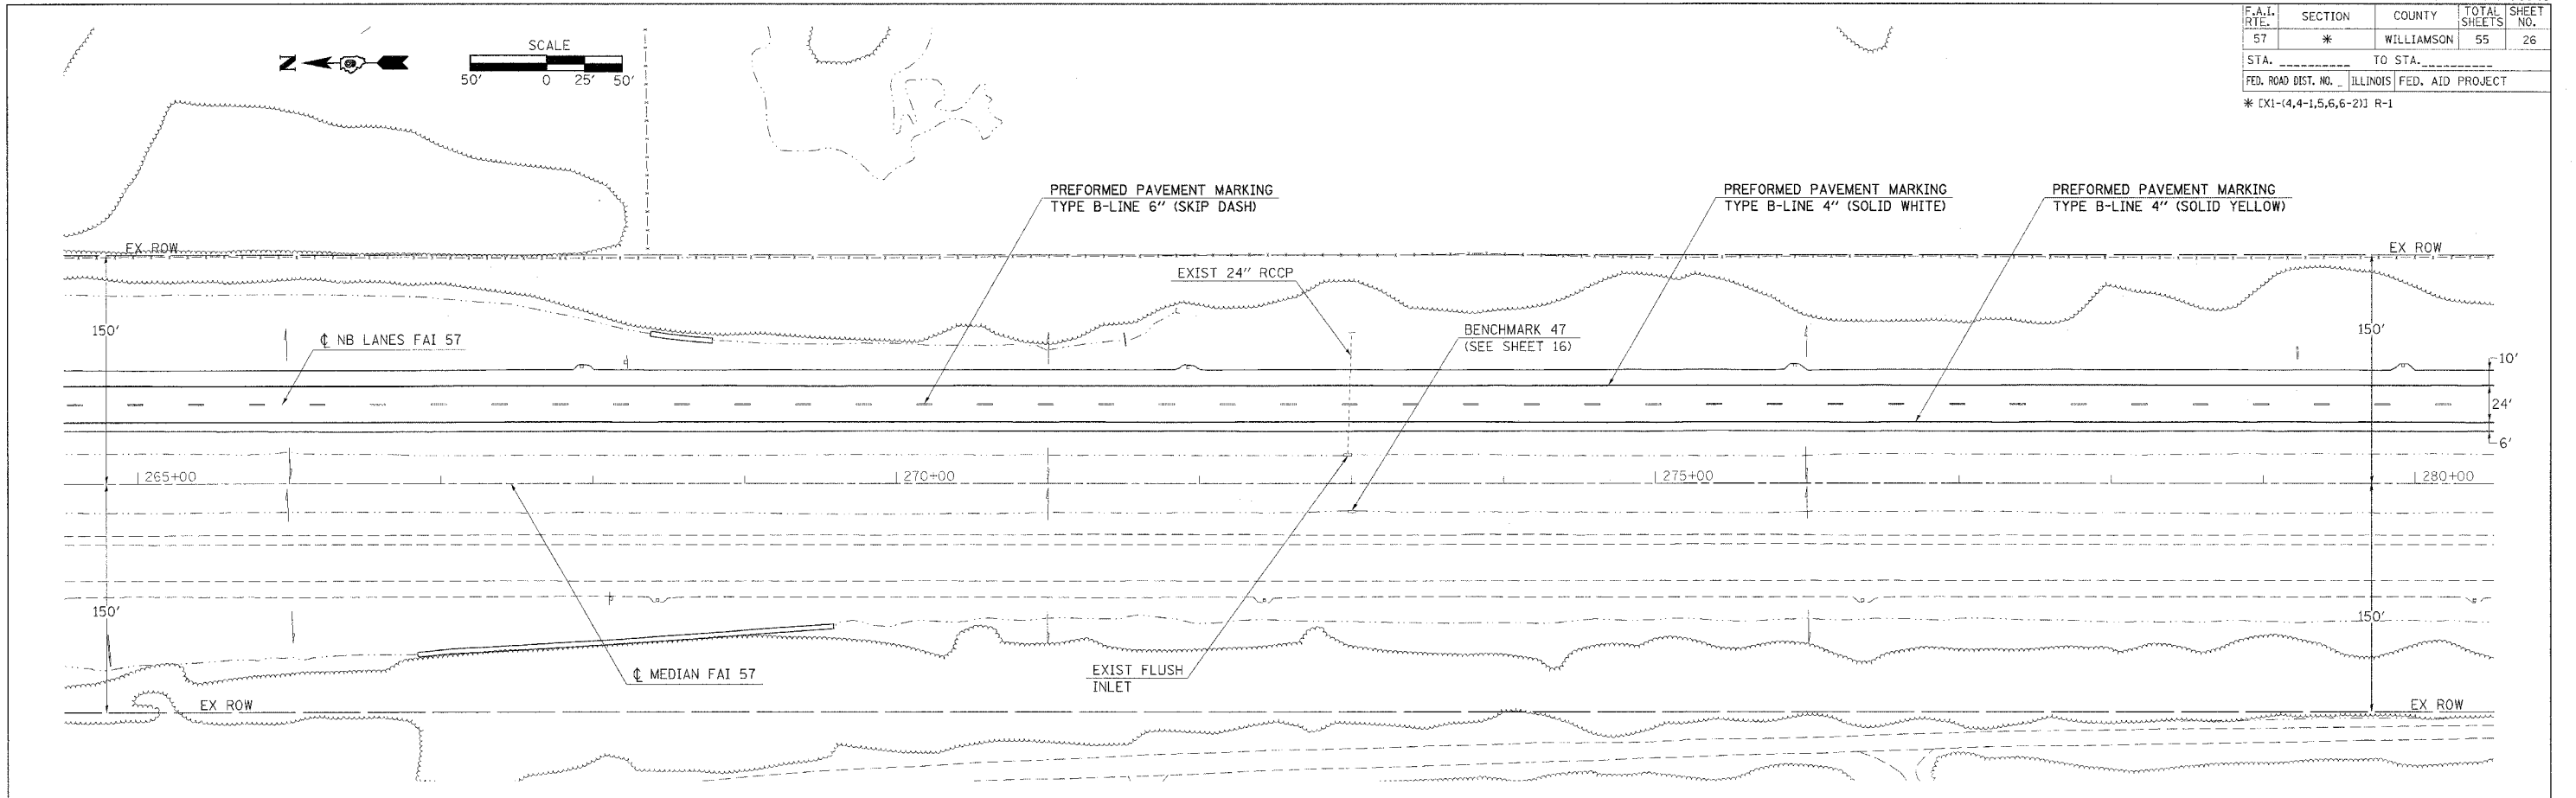 F.A.I. RTE. SECTION COUNTY TOTAL SHEETS SHEET NO.
57 * WILLIAMSON 55 26
STA. __________ TO STA. __________
FED. ROAD DIST. NO. _ ILLINOIS FED. AID PROJECT
* [X1-(4,4-1,5,6,6-2)] R-1
N
SCALE
50' 0 25' 50'
PREFORMED PAVEMENT MARKING
TYPE B-LINE 6" (SKIP DASH)
PREFORMED PAVEMENT MARKING
TYPE B-LINE 4" (SOLID WHITE)
PREFORMED PAVEMENT MARKING
TYPE B-LINE 4" (SOLID YELLOW)
EX ROW
EX ROW
EXIST 24" RCCP
150'
℄ NB LANES FAI 57
BENCHMARK 47
(SEE SHEET 16)
150'
10'
24'
6'
265+00
270+00
275+00
280+00
150'
150'
℄ MEDIAN FAI 57
EXIST FLUSH
INLET
EX ROW
EX ROW